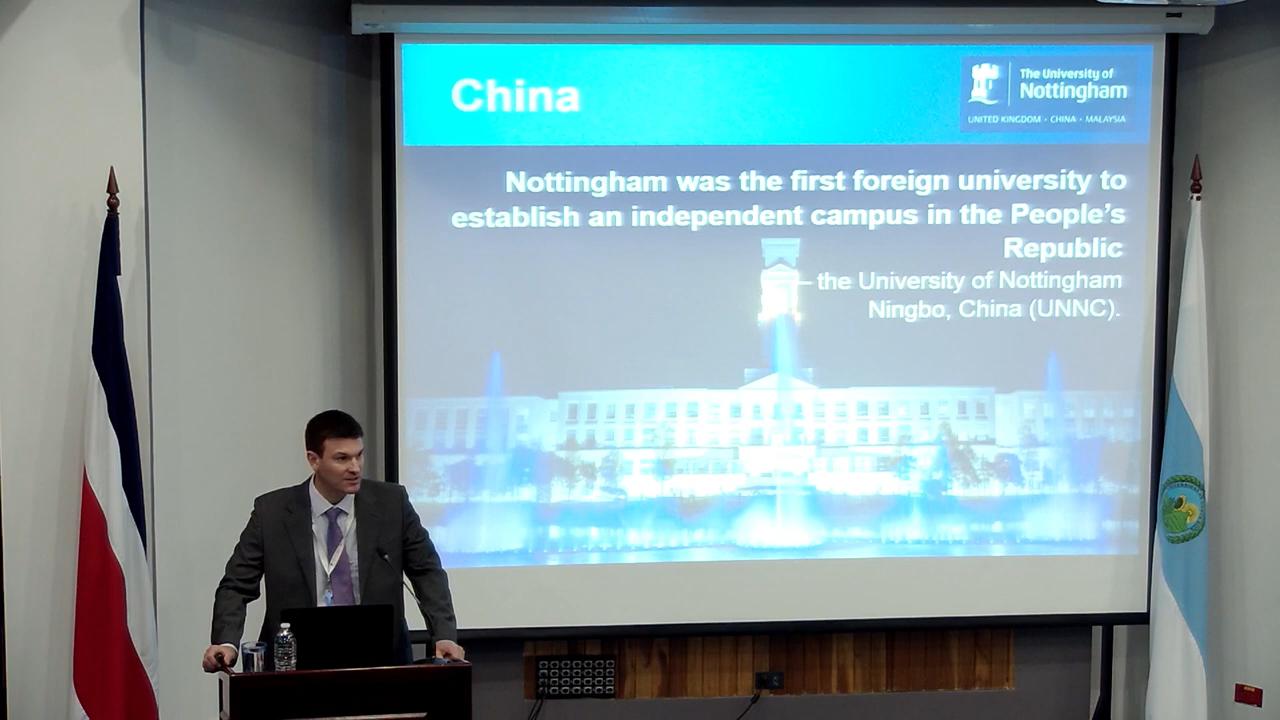 China
The University of
Nottingham
UNITED KINGDOM · CHINA · MALAYSIA
Nottingham was the first foreign university to
establish an independent campus in the People’s
Republic
– the University of Nottingham
Ningbo, China (UNNC).